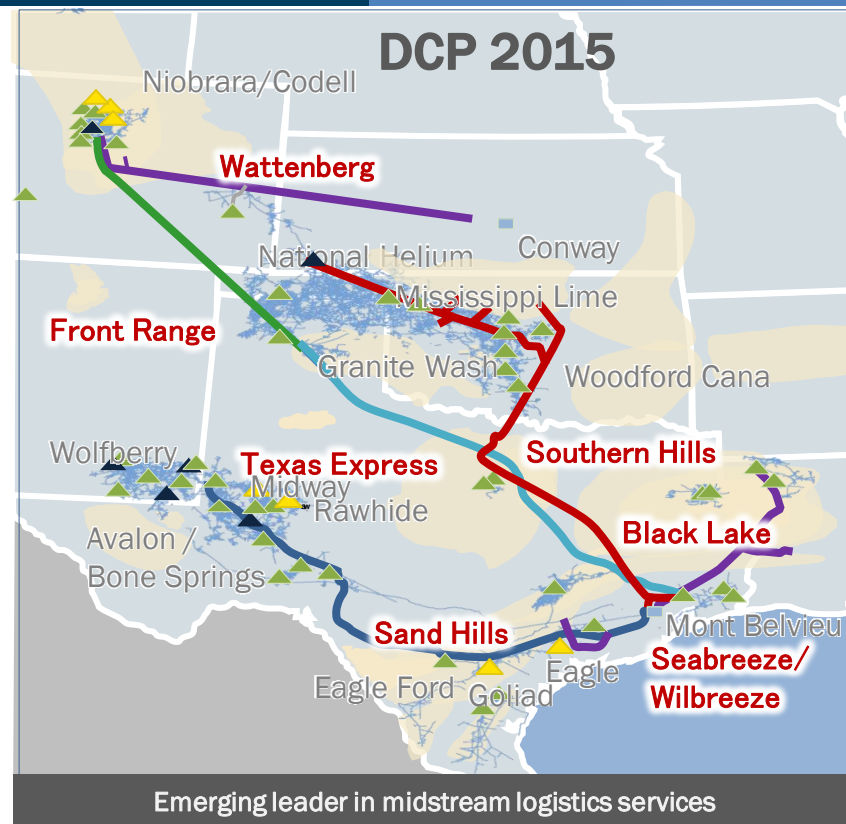 DCP 2015
Niobrara/Codell
Wattenberg
National Helium
Conway
Mississippi Lime
Front Range
Granite Wash
Woodford Cana
Wolfberry
Texas Express
Southern Hills
Midway
Rawhide
Avalon /
Bone Springs
Black Lake
Sand Hills
Mont Belvieu
Seabreeze/
Wilbreeze
Eagle
Eagle Ford
Goliad
Emerging leader in midstream logistics services